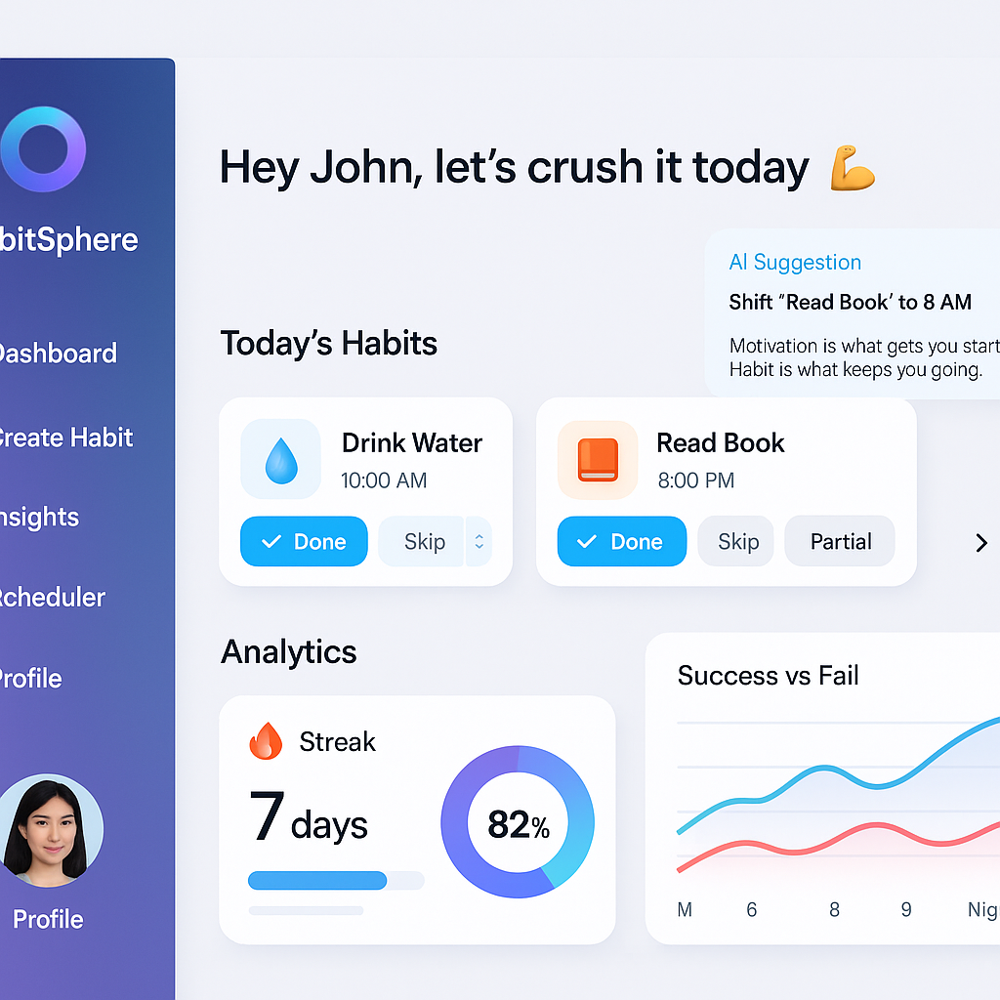 bitSphere
Dashboard
Create Habit
nsights
Rcheduler
Profile
Profile
Hey John, let’s crush it today 💪
AI Suggestion
Shift "Read Book’ to 8 AM
Motivation is what gets you start
Habit is what keeps you going.
Today’s Habits
Drink Water
10:00 AM
Done
Skip
Read Book
8:00 PM
Done
Skip
Partial
Analytics
Streak
7 days
82%
Success vs Fail
M 6 8 9 Nig